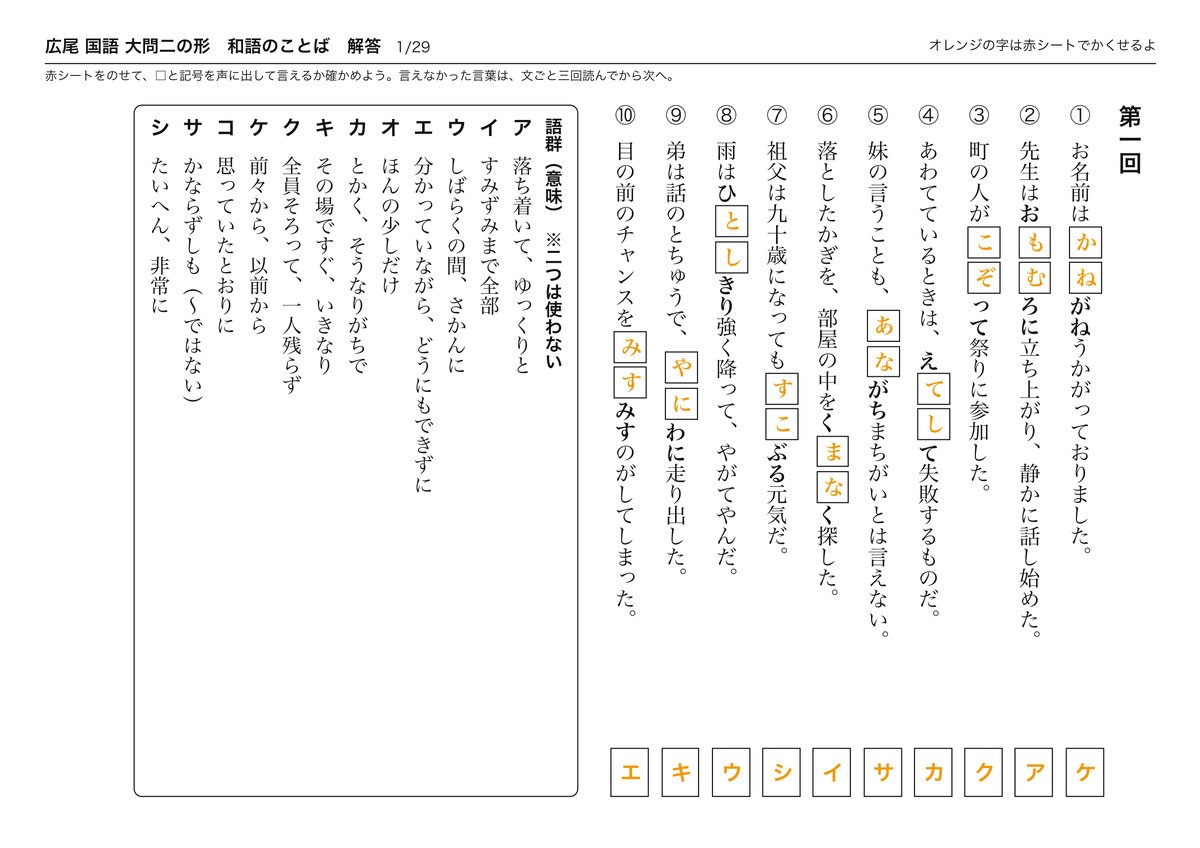 広尾 国語 大問二の形　和語のことば　解答　1/29
オレンジの字は赤シートでかくせるよ
赤シートをのせて、□と記号を声に出して言えるか確かめよう。言えなかった言葉は、文ごと三回読んでから次へ。
第一回
① お名前はかねがねうかがっておりました。 ケ
② 先生はおもむろに立ち上がり、静かに話し始めた。 ア
③ 町の人がこぞって祭りに参加した。 ク
④ あわてているときは、えてして失敗するものだ。 カ
⑤ 妹の言うことも、あながちまちがいとは言えない。 サ
⑥ 落としたかぎを、部屋の中をくまなく探した。 イ
⑦ 祖父は九十歳になってもすこぶる元気だ。 シ
⑧ 雨はひとしきり強く降って、やがてやんだ。 ウ
⑨ 弟は話のとちゅうで、やにわに走り出した。 キ
⑩ 目の前のチャンスをみすみすのがしてしまった。 エ
語群（意味）　※二つは使わない
ア　落ち着いて、ゆっくりと
イ　すみずみまで全部
ウ　しばらくの間、さかんに
エ　分かっていながら、どうにもできずに
オ　ほんの少しだけ
カ　とかく、そうなりがちで
キ　その場ですぐ、いきなり
ク　全員そろって、一人残らず
ケ　前々から、以前から
コ　思っていたとおりに
サ　かならずしも（〜ではない）
シ　たいへん、非常に